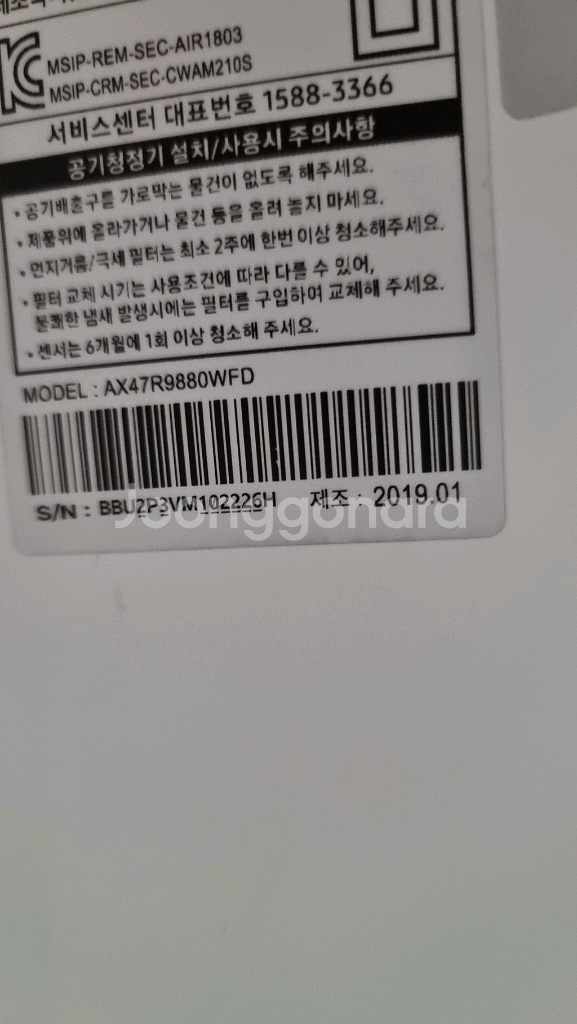 MSIP-REM-SEC-AIR1803
MSIP-CRM-SEC-CWAM210S
서비스센터 대표번호 1588-3366
공기청정기 설치/사용시 주의사항
• 공기배출구를 가로막는 물건이 없도록 해주세요.
• 제품위에 올라가거나 물건 등을 올려 놓지 마세요.
• 먼지거름/극세 필터는 최소 2주에 한번 이상 청소해주세요.
• 필터 교체 시기는 사용조건에 따라 다를 수 있어,
불쾌한 냄새 발생시에는 필터를 구입하여 교체해 주세요.
• 센서는 6개월에 1회 이상 청소해 주세요.
MODEL : AX47R9880WFD
S/N : BBU2P3VM102226H 제조 : 2019.01
Joonggonara